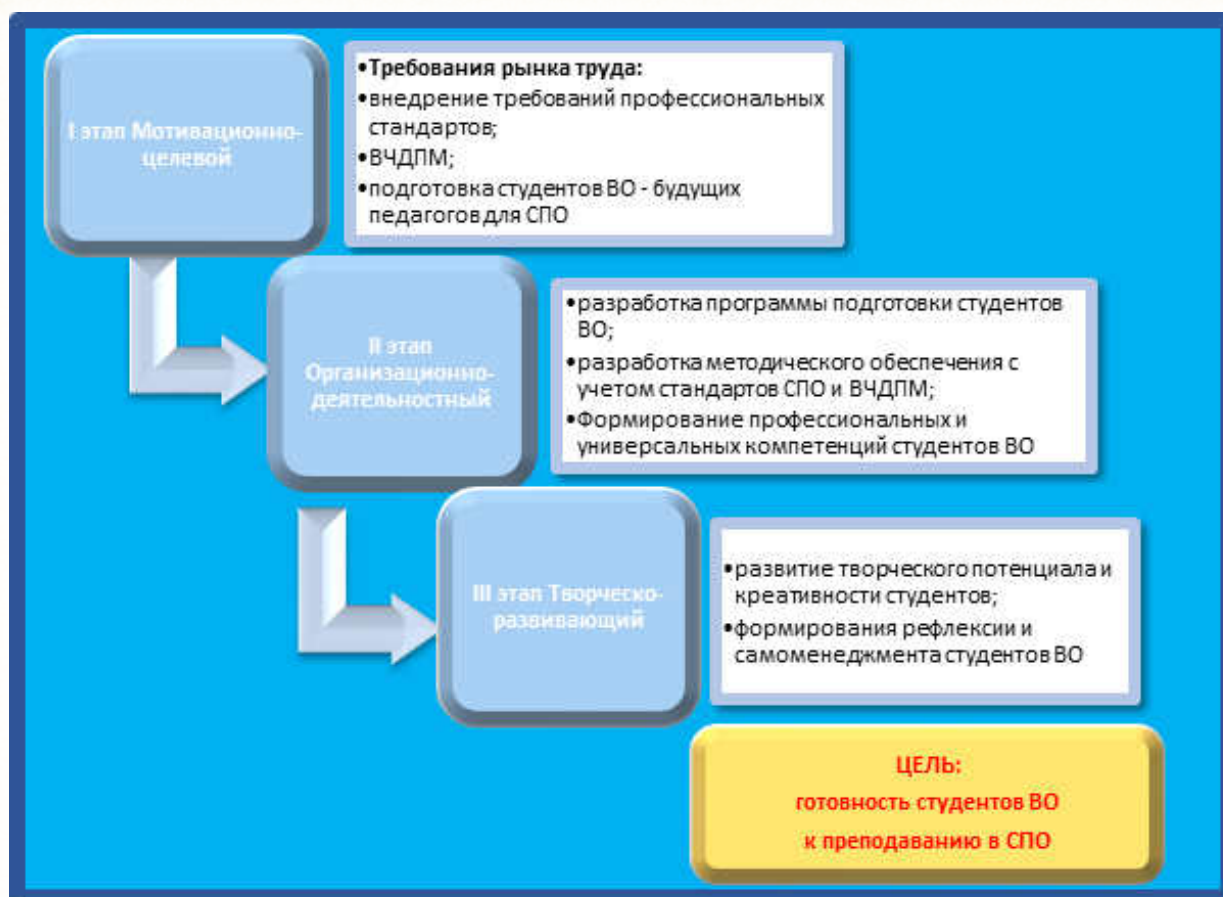 I этап Мотивационно-
целевой
•Требования рынка труда:
•внедрение требований профессиональных
стандартов;
•ВЧДПМ;
•подготовка студентов ВО - будущих
педагогов для СПО
II этап
Организационно-
деятельностный
•разработка программы подготовки студентов
ВО;
•разработка методического обеспечения с
учетом стандартов СПО и ВЧДПМ;
•Формирование профессиональных и
универсальных компетенций студентов ВО
III этап Творческо-
развивающий
•развитие творческого потенциала и
креативности студентов;
•формирования рефлексии и
самоменеджмента студентов ВО
ЦЕЛЬ:
готовность студентов ВО
к преподаванию в СПО